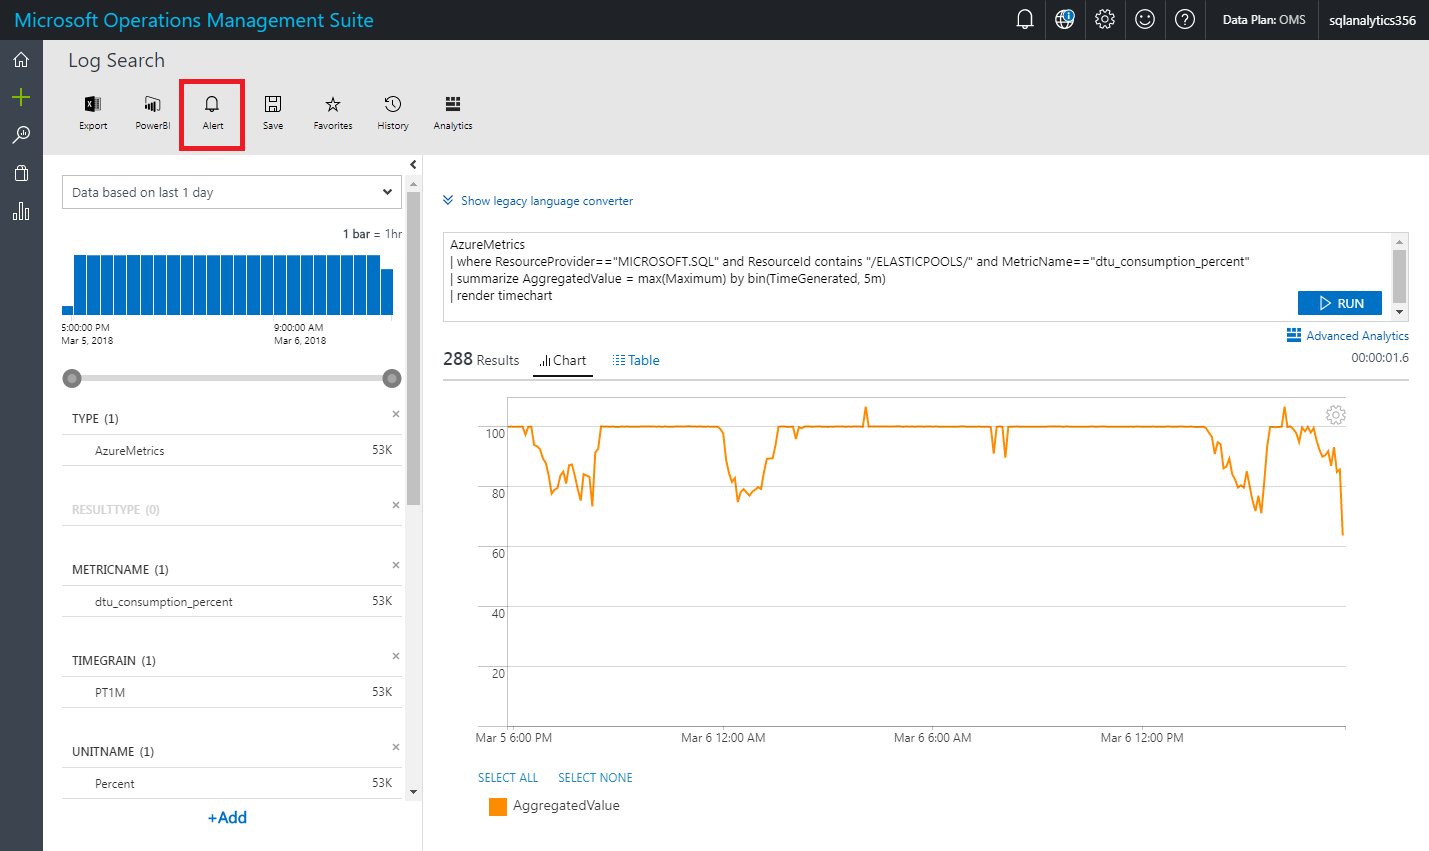 Microsoft Operations Management Suite
Data Plan: OMS
sqlanalytics356
Log Search
Export
PowerBI
Alert
Save
Favorites
History
Analytics
Data based on last 1 day
1 bar = 1hr
5:00:00 PM
Mar 5, 2018
9:00:00 AM
Mar 6, 2018
TYPE (1)
AzureMetrics 53K
RESULTTYPE (0)
METRICNAME (1)
dtu_consumption_percent 53K
TIMEGRAIN (1)
PT1M 53K
UNITNAME (1)
Percent 53K
+Add
Show legacy language converter
AzureMetrics
| where ResourceProvider=="MICROSOFT.SQL" and ResourceId contains "/ELASTICPOOLS/" and MetricName=="dtu_consumption_percent"
| summarize AggregatedValue = max(Maximum) by bin(TimeGenerated, 5m)
| render timechart
RUN
Advanced Analytics
288 Results
Chart
Table
00:00:01.6
100
80
60
40
20
Mar 5 6:00 PM
Mar 6 12:00 AM
Mar 6 6:00 AM
Mar 6 12:00 PM
SELECT ALL
SELECT NONE
AggregatedValue